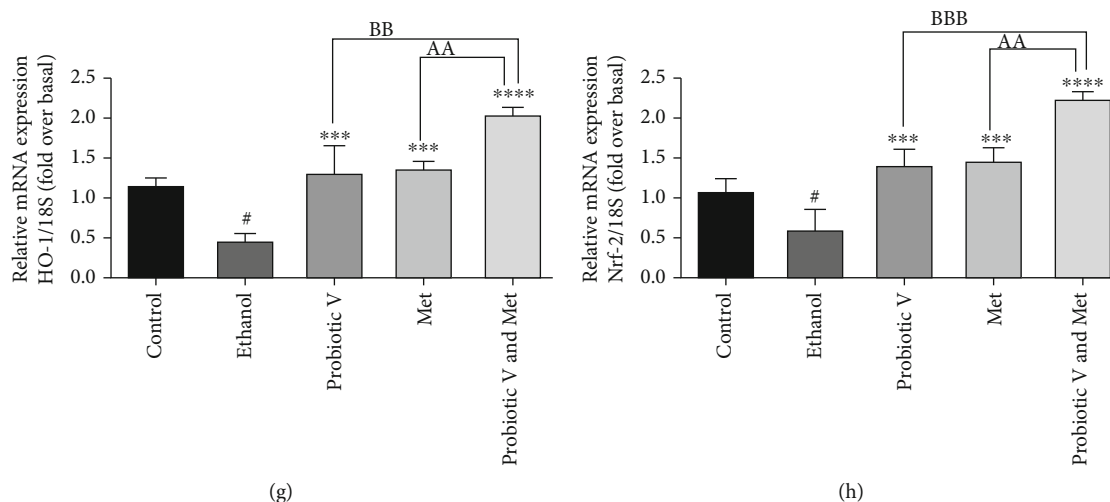 BB
AA
Relative mRNA expression
HO-1/18S (fold over basal)
2.5
2.0
1.5
1.0
0.5
0.0
#
***
***
****
Control
Ethanol
Probiotic V
Met
Probiotic V and Met
(g)
BBB
AA
Relative mRNA expression
Nrf-2/18S (fold over basal)
2.5
2.0
1.5
1.0
0.5
0.0
#
***
***
****
Control
Ethanol
Probiotic V
Met
Probiotic V and Met
(h)